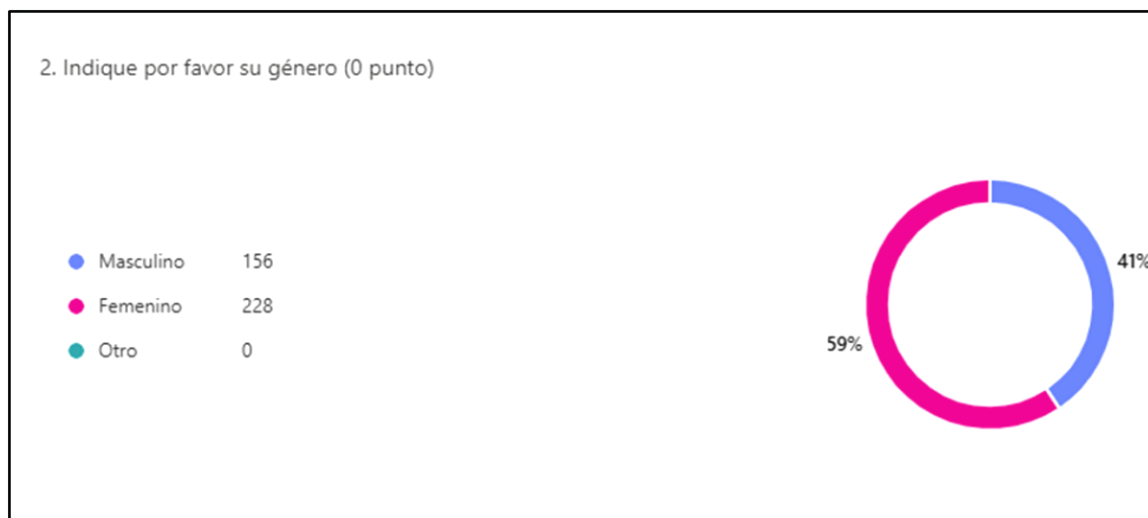 2. Indique por favor su género (0 punto)
Masculino 156
Femenino 228
Otro 0
41%
59%